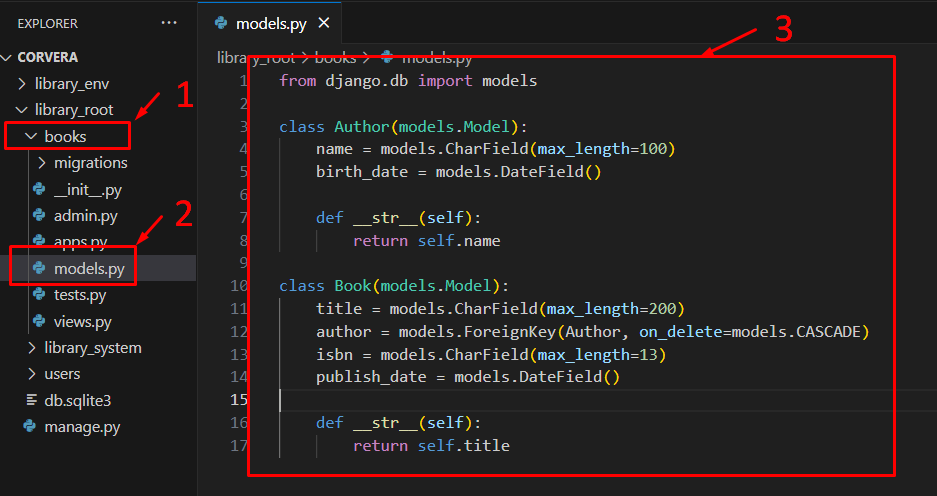 EXPLORER ...
CORVERA
library_env
library_root
books
migrations
__init__.py
admin.py
apps.py
models.py
tests.py
views.py
library_system
users
db.sqlite3
manage.py
1
2
models.py ×
library_root > books > models.py
3
1 from django.db import models
2
3 class Author(models.Model):
4     name = models.CharField(max_length=100)
5     birth_date = models.DateField()
6
7     def __str__(self):
8         return self.name
9
10 class Book(models.Model):
11     title = models.CharField(max_length=200)
12     author = models.ForeignKey(Author, on_delete=models.CASCADE)
13     isbn = models.CharField(max_length=13)
14     publish_date = models.DateField()
15
16     def __str__(self):
17         return self.title